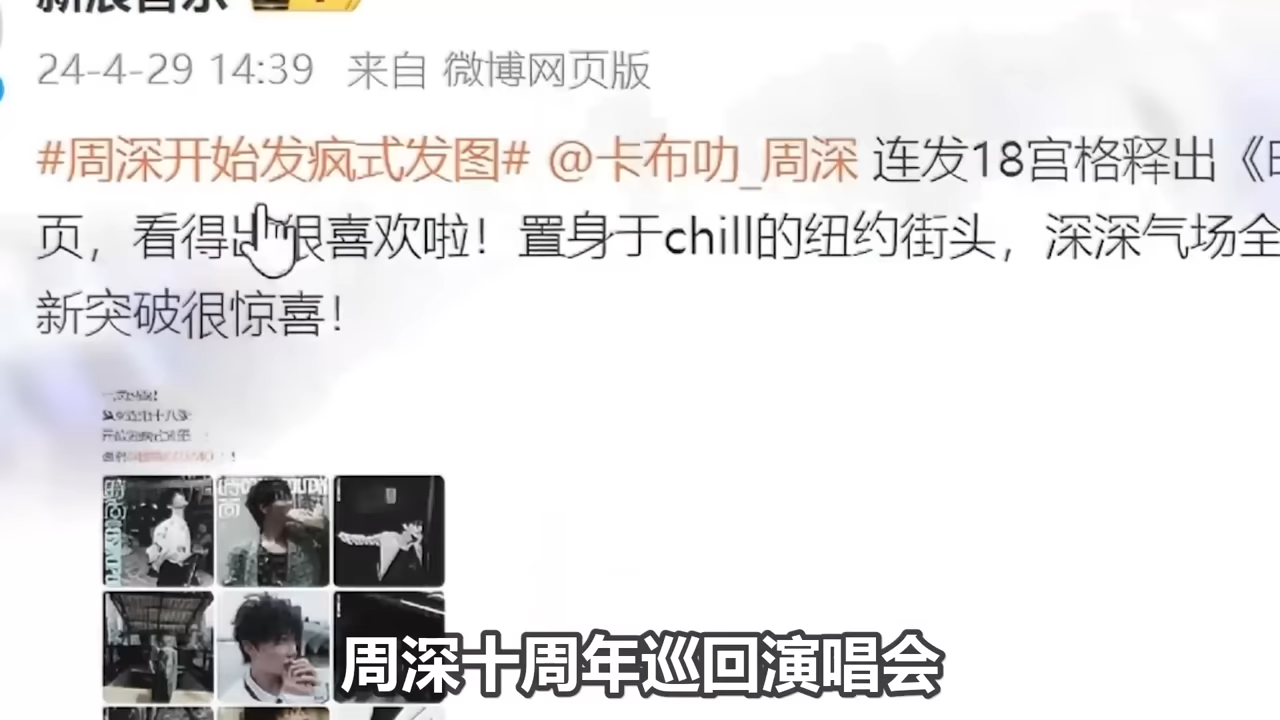 新辰音乐
24-4-29 14:39 来自 微博网页版
#周深开始发疯式发图# @卡布叻_周深 连发18宫格释出《
页，看得出很喜欢啦！置身于chill的纽约街头，深深气场全
新突破很惊喜！
周深十周年巡回演唱会